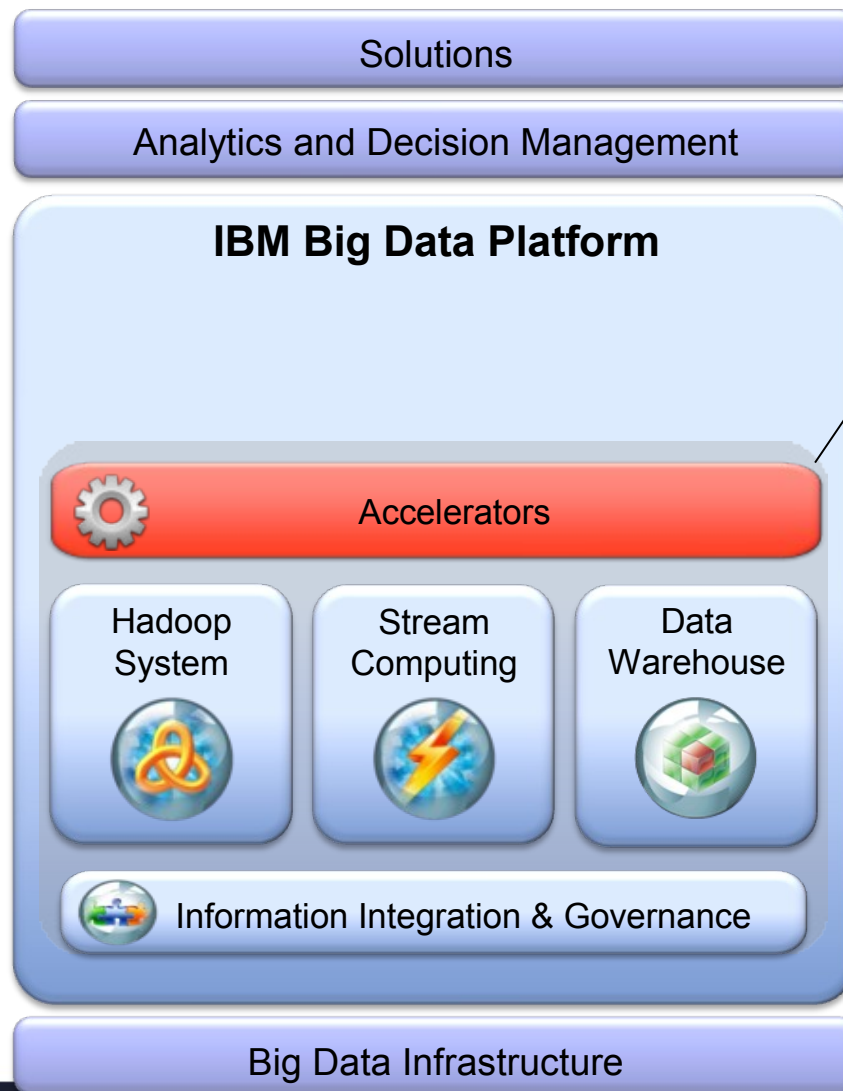 Solutions
Analytics and Decision Management
IBM Big Data Platform
Accelerators
Hadoop
System
Stream
Computing
Data
Warehouse
Information Integration & Governance
Big Data Infrastructure